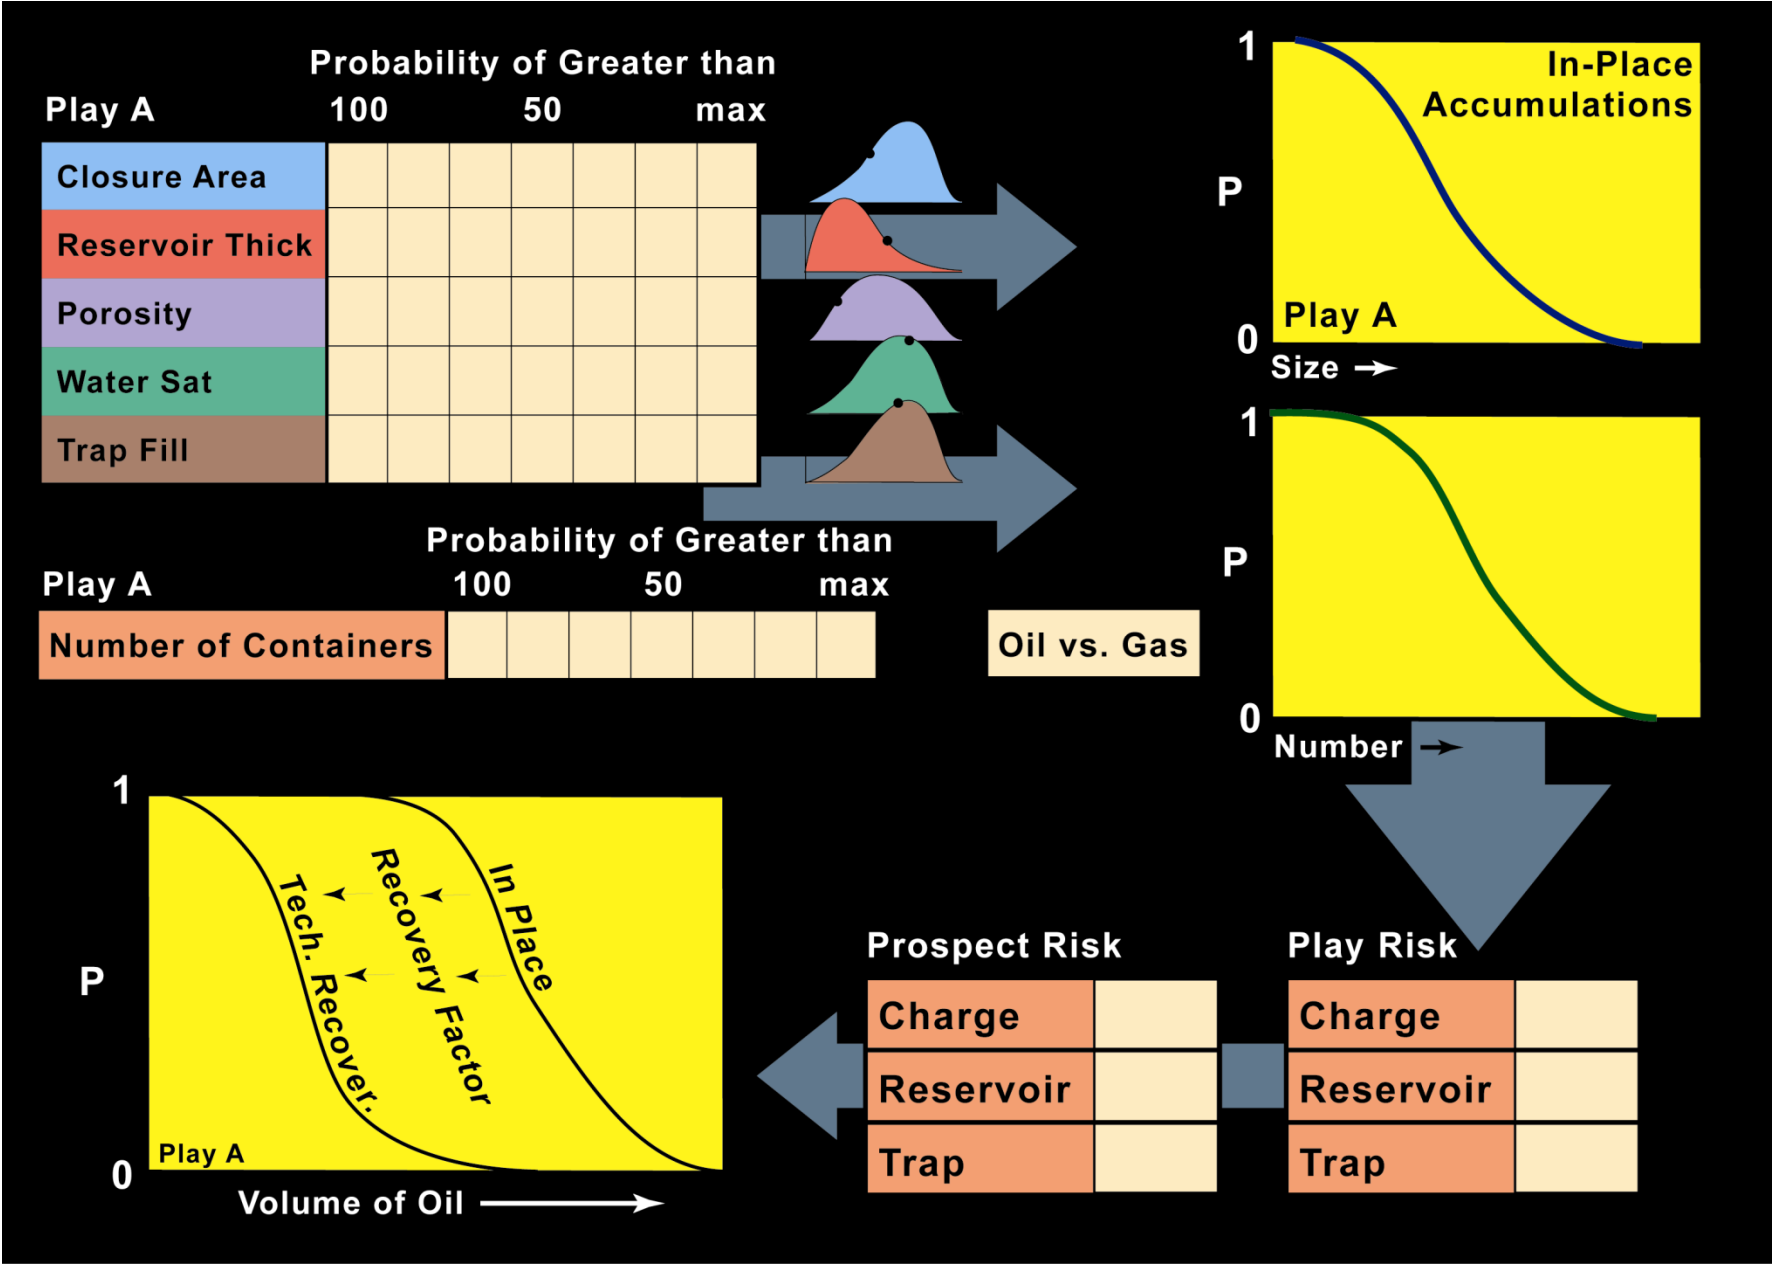 Probability of Greater than
Play A 100 50 max
Closure Area
Reservoir Thick
Porosity
Water Sat
Trap Fill
Probability of Greater than
Play A 100 50 max
Number of Containers
Oil vs. Gas
1
In-Place
Accumulations
P
Play A
0
Size
1
P
0
Number
Play Risk
Charge
Reservoir
Trap
Prospect Risk
Charge
Reservoir
Trap
1
In Place
Recovery Factor
Tech. Recover.
P
Play A
0
Volume of Oil